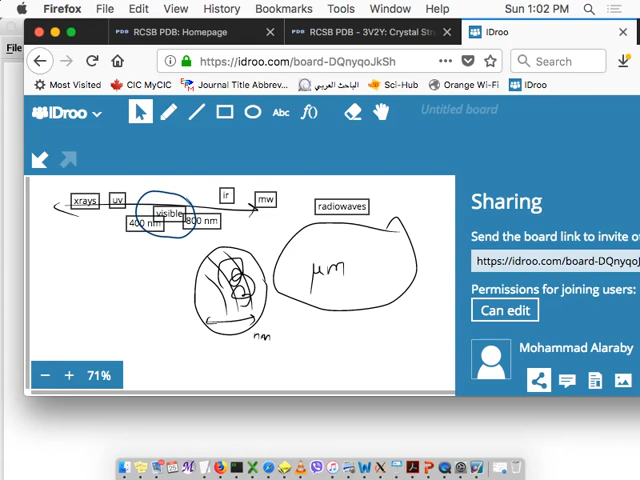 Firefox File Edit View History Bookmarks Tools Window Help Sun 1:02 PM
RCSB PDB: Homepage × RCSB PDB - 3V2Y: Crystal Str × IDroo ×
File
https://idroo.com/board-DQnyqoJkSh Search
Most Visited CIC MyCIC Journal Title Abbrev... الباحث العربي Sci-Hub Orange Wi-Fi IDroo
IDroo Abc f() Untitled board
xrays uv ir mw radiowaves
visible
400 nm 800 nm
μm
nm
71%
Sharing
Send the board link to invite o
https://idroo.com/board-DQnyqoJ
Permissions for joining users:
Can edit
Mohammad Alaraby